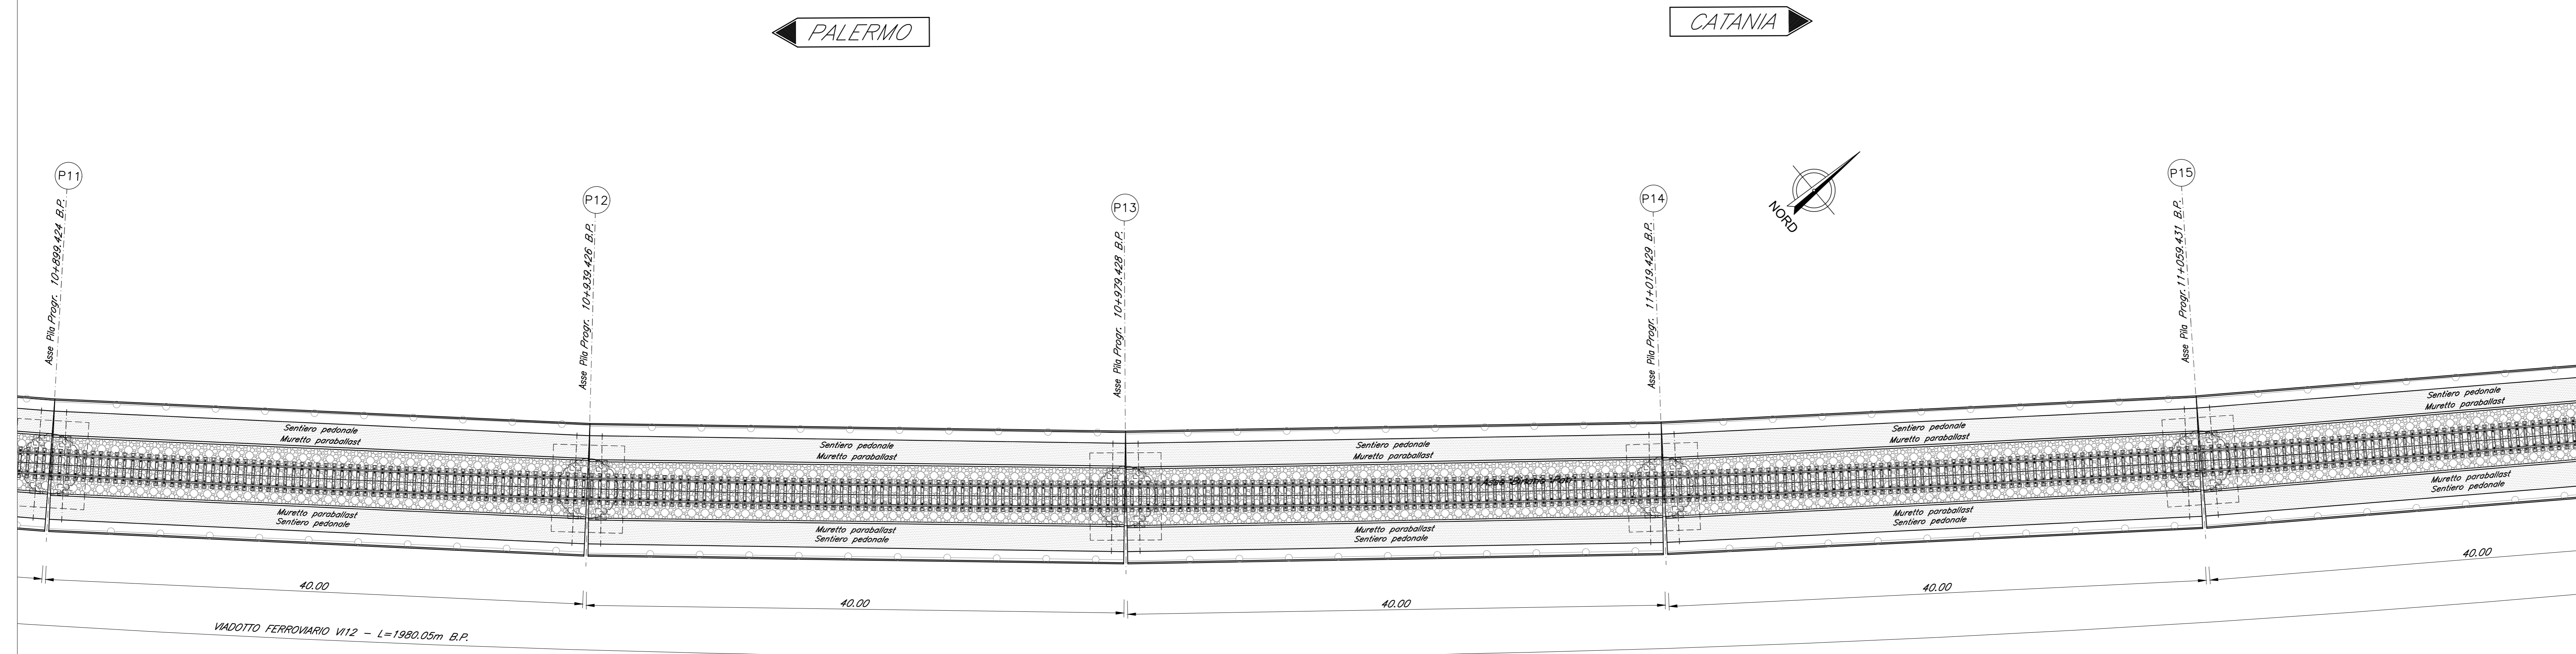 PALERMO
CATANIA
NORD
P11
P12
P13
P14
P15
Asse Pila Progr. 10+899.424 B.P.
Asse Pila Progr. 10+939.426 B.P.
Asse Pila Progr. 10+979.428 B.P.
Asse Pila Progr. 11+019.429 B.P.
Asse Pila Progr. 11+059.431 B.P.
Sentiero pedonale
Muretto paraballast
Sentiero pedonale
Muretto paraballast
Sentiero pedonale
Muretto paraballast
Sentiero pedonale
Muretto paraballast
Sentiero pedonale
Muretto paraballast
Muretto paraballast
Sentiero pedonale
Muretto paraballast
Sentiero pedonale
Muretto paraballast
Sentiero pedonale
Muretto paraballast
Sentiero pedonale
Muretto paraballast
Sentiero pedonale
40.00
40.00
40.00
40.00
40.00
VIADOTTO FERROVIARIO VI12 - L=1980.05m B.P.